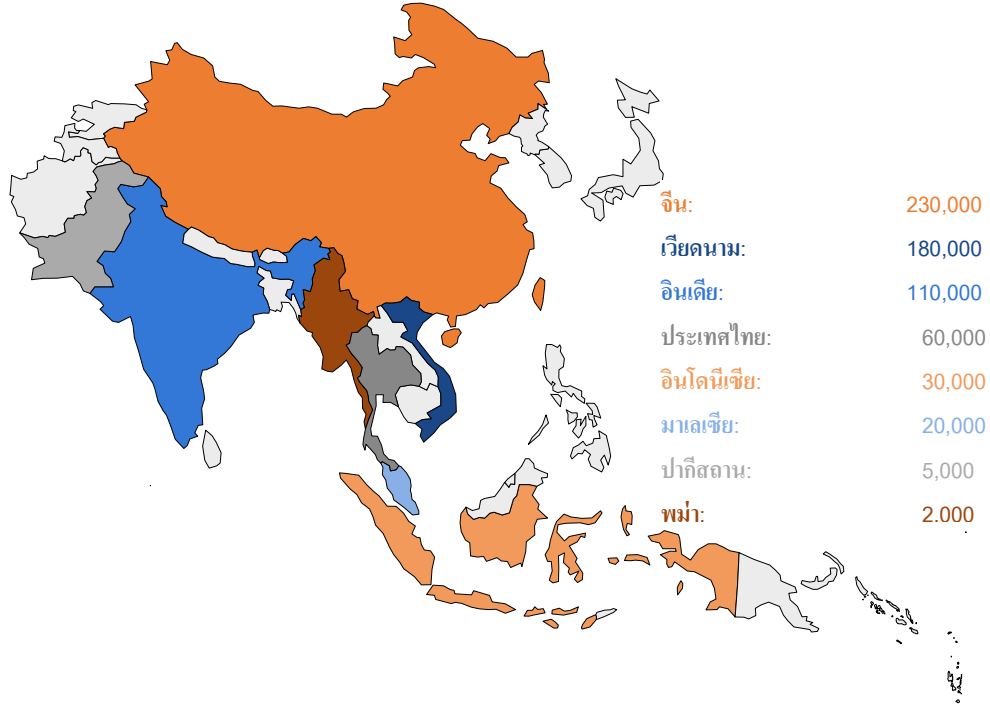 จีน: 230,000
เวียดนาม: 180,000
อินเดีย: 110,000
ประเทศไทย: 60,000
อินโดนีเซีย: 30,000
มาเลเซีย: 20,000
ปากีสถาน: 5,000
พม่า: 2.000